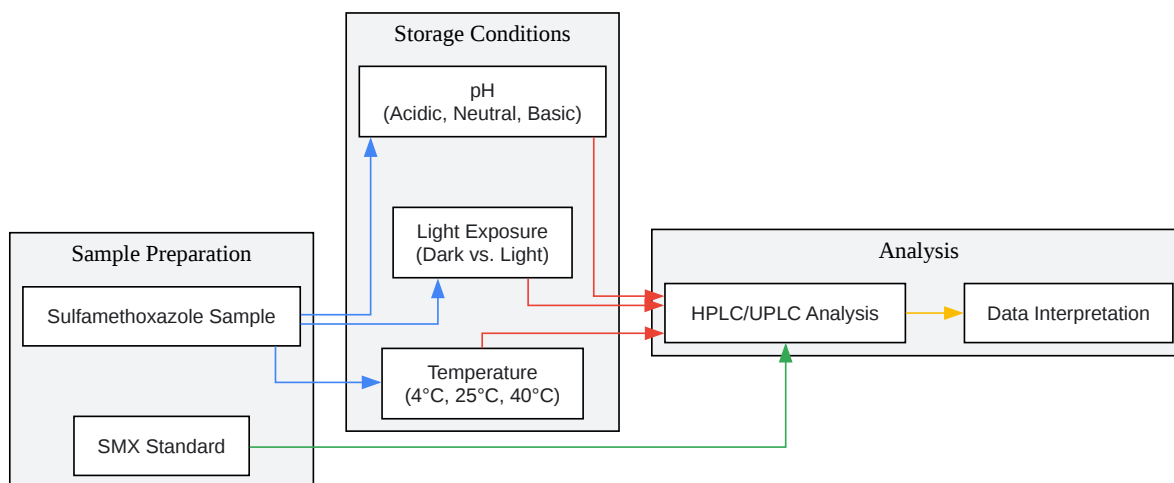 Storage Conditions
pH
(Acidic, Neutral, Basic)
Light Exposure
(Dark vs. Light)
Temperature
(4°C, 25°C, 40°C)
Sample Preparation
Sulfamethoxazole Sample
SMX Standard
Analysis
HPLC/UPLC Analysis
Data Interpretation